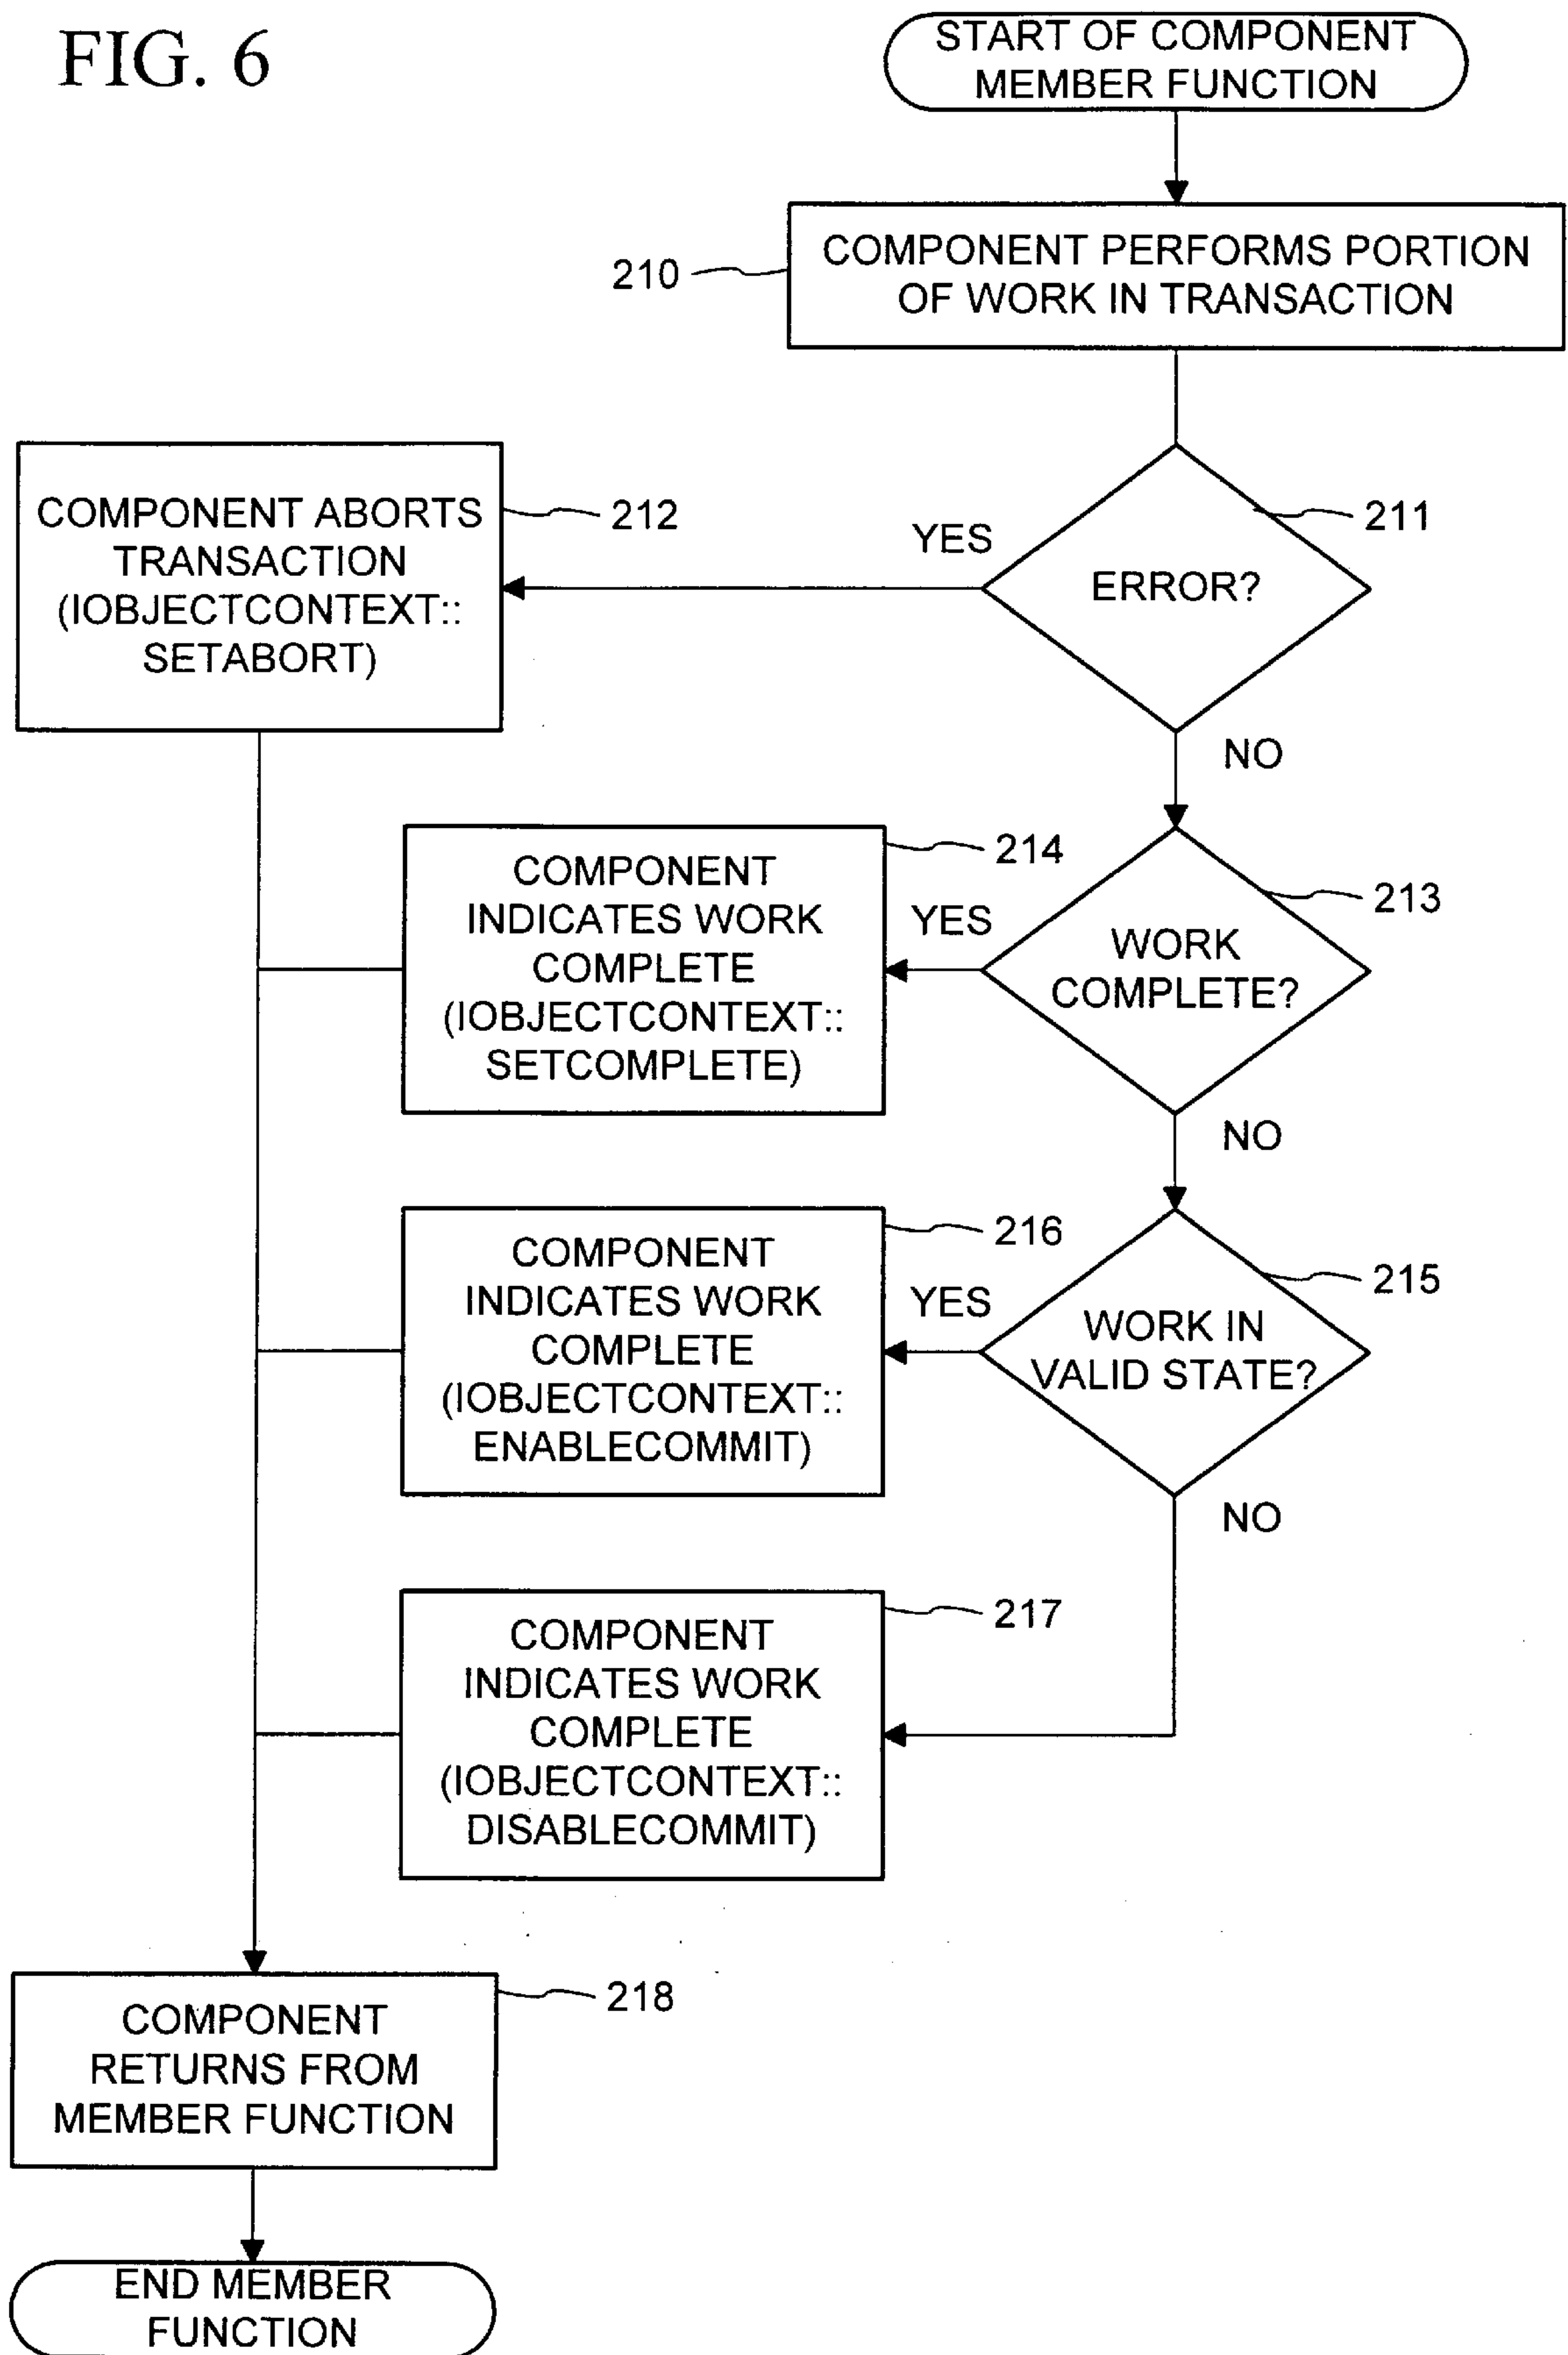 FIG. 6
START OF COMPONENT
MEMBER FUNCTION
210
COMPONENT PERFORMS PORTION
OF WORK IN TRANSACTION
COMPONENT ABORTS
TRANSACTION
(IOBJECTCONTEXT::
SETABORT)
212
YES
ERROR?
211
NO
COMPONENT
INDICATES WORK
COMPLETE
(IOBJECTCONTEXT::
SETCOMPLETE)
214
YES
WORK
COMPLETE?
213
NO
COMPONENT
INDICATES WORK
COMPLETE
(IOBJECTCONTEXT::
ENABLECOMMIT)
216
YES
WORK IN
VALID STATE?
215
NO
COMPONENT
INDICATES WORK
COMPLETE
(IOBJECTCONTEXT::
DISABLECOMMIT)
217
COMPONENT
RETURNS FROM
MEMBER FUNCTION
218
END MEMBER
FUNCTION